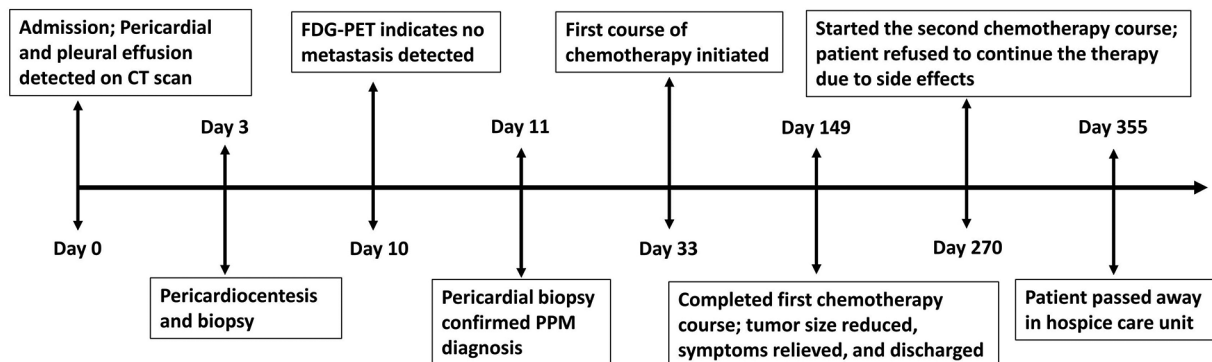 Admission; Pericardial
and pleural effusion
detected on CT scan
FDG-PET indicates no
metastasis detected
First course of
chemotherapy initiated
Started the second chemotherapy course;
patient refused to continue the therapy
due to side effects
Day 3
Day 11
Day 149
Day 355
Day 0
Day 10
Day 33
Day 270
Pericardiocentesis
and biopsy
Pericardial biopsy
confirmed PPM
diagnosis
Completed first chemotherapy
course; tumor size reduced,
symptoms relieved, and discharged
Patient passed away
in hospice care unit